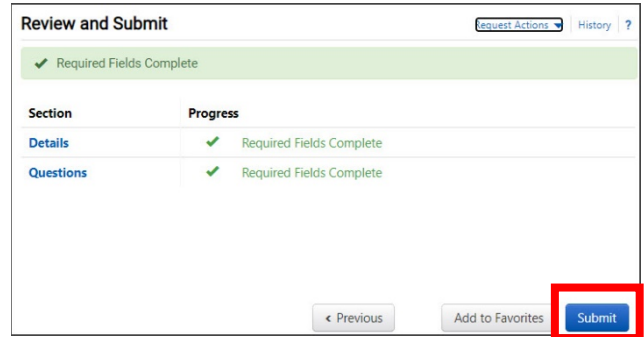 Review and Submit Request Actions History ?
Required Fields Complete
Section Progress
Details Required Fields Complete
Questions Required Fields Complete
Previous Add to Favorites Submit